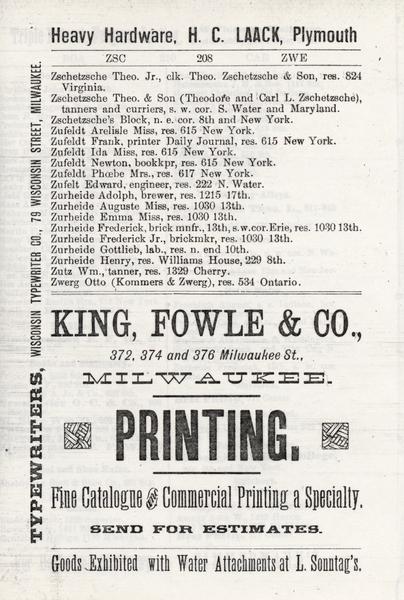 Heavy Hardware, H. C. LAACK, Plymouth
ZSC 208 ZWE
Zschetzsche Theo. Jr., clk. Theo. Zschetzsche & Son, res. 824
Virginia.
Zschetzsche Theo. & Son (Theodore and Carl L. Zschetzsche),
tanners and curriers, s. w. cor. S. Water and Maryland.
Zschetzsche's Block, n. e. cor. 8th and New York.
Zufeldt Arelisle Miss, res. 615 New York.
Zufeldt Frank, printer Daily Journal, res. 615 New York.
Zufeldt Ida Miss, res. 615 New York.
Zufeldt Newton, bookkpr, res. 615 New York.
Zufeldt Phœbe Mrs., res. 617 New York.
Zufelt Edward, engineer, res. 222 N. Water.
Zurheide Adolph, brewer, res. 1215 17th.
Zurheide Auguste Miss, res. 1030 13th.
Zurheide Emma Miss, res. 1030 13th.
Zurheide Frederick, brick mnfr., 13th, s.w.cor.Erie, res. 1030 13th.
Zurheide Frederick Jr., brickmkr, res. 1030 13th.
Zurheide Gottlieb, lab., res. n. end 10th.
Zurheide Henry, res. Williams House, 229 8th.
Zutz Wm., tanner, res. 1329 Cherry.
Zwerg Otto (Kommers & Zwerg), res. 534 Ontario.
KING, FOWLE & CO.,
372, 374 and 376 Milwaukee St.,
MILWAUKEE.
PRINTING.
Fine Catalogue and Commercial Printing a Specialty.
SEND FOR ESTIMATES.
Goods Exhibited with Water Attachments at L. Sonntag's.
TYPEWRITERS, WISCONSIN TYPEWRITER CO., 79 WISCONSIN STREET, MILWAUKEE.